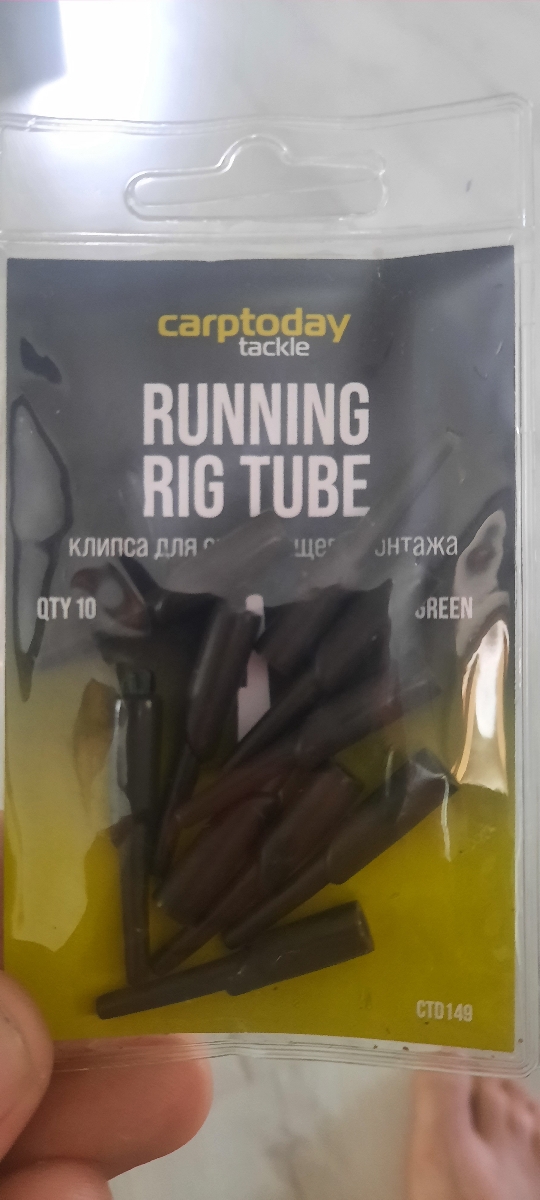 carptoday
tackle
RUNNING
RIG TUBE
клипса для
QTY 10
CTD149